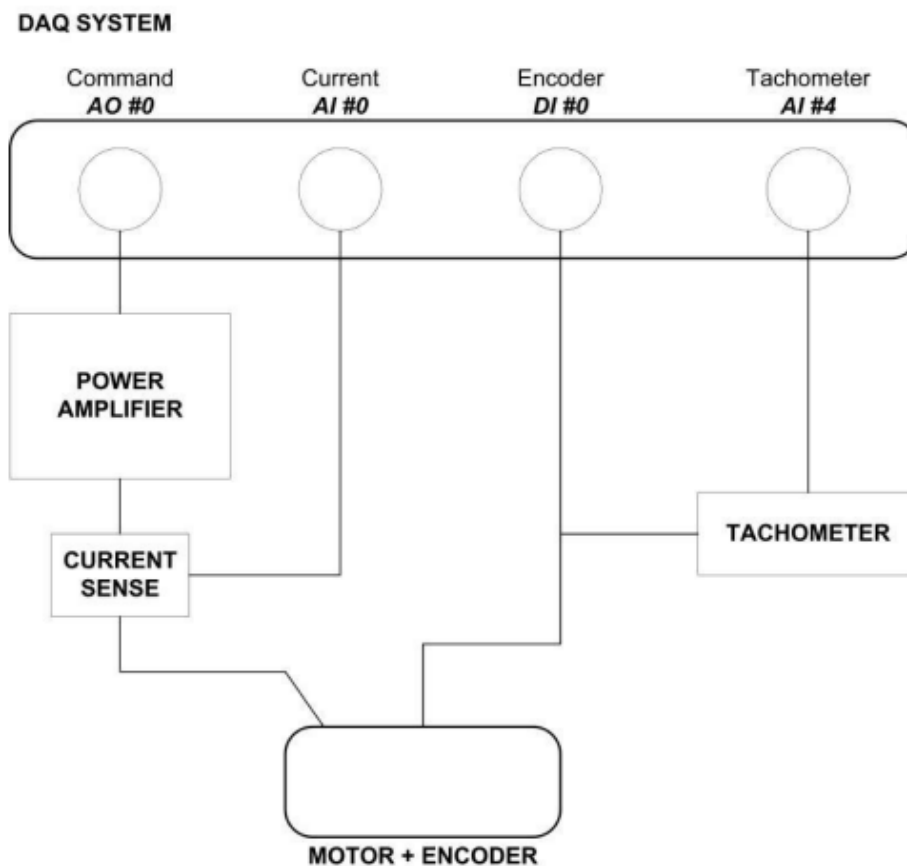 DAQ SYSTEM
Command
AO #0
Current
AI #0
Encoder
DI #0
Tachometer
AI #4
POWER
AMPLIFIER
CURRENT
SENSE
TACHOMETER
MOTOR + ENCODER